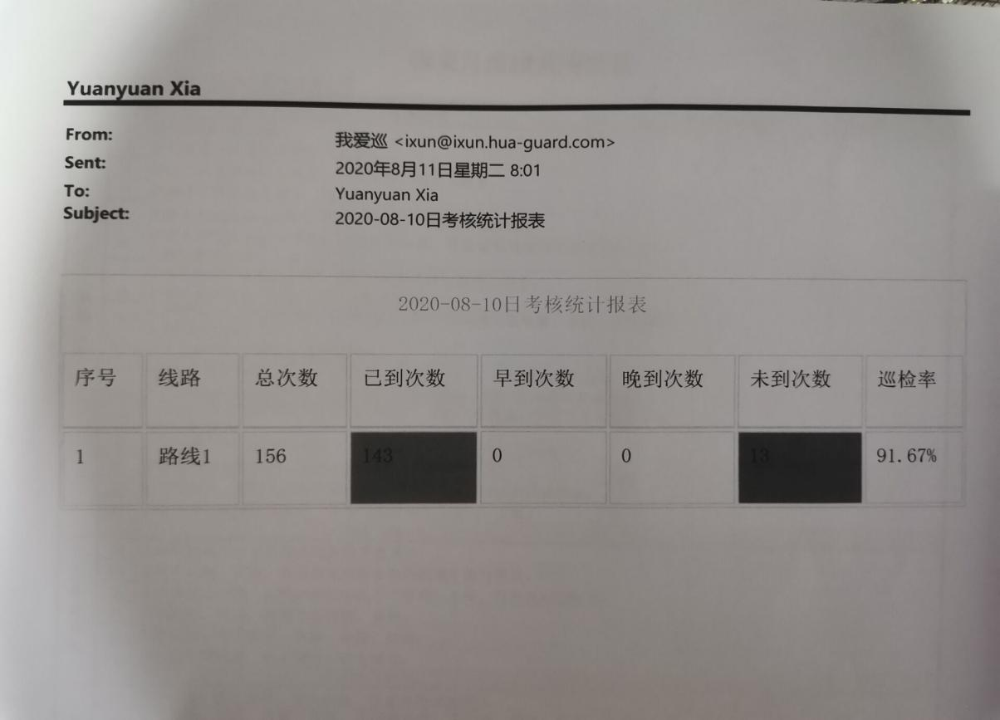 Yuanyuan Xia
From: 我爱巡 <ixun@ixun.hua-guard.com>
Sent: 2020年8月11日星期二 8:01
To: Yuanyuan Xia
Subject: 2020-08-10日考核统计报表
2020-08-10日考核统计报表
序号 线路 总次数 已到次数 早到次数 晚到次数 未到次数 巡检率
1 路线1 156 143 0 0 13 91.67%